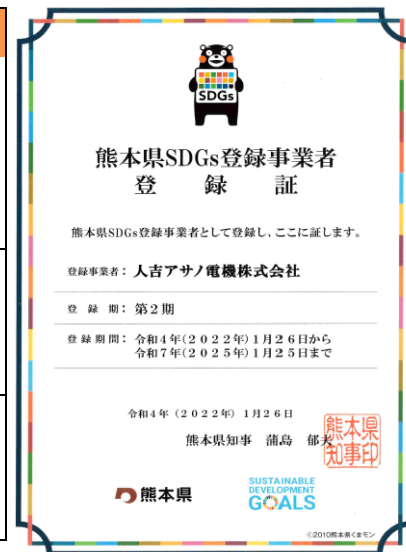 SDGs
熊本県SDGs登録事業者
登　録　証
熊本県SDGs登録事業者として登録し、ここに証します。
登録事業者：人吉アサノ電機株式会社
登　録　期：第２期
登録期間：令和４年(２０２２年)１月２６日から
令和７年(２０２５年)１月２５日まで
令和４年（２０２２年）１月２６日
熊本県知事　蒲島　郁夫
熊本県
知事印
熊本県
SUSTAINABLE
DEVELOPMENT
GOALS
©2010熊本県くまモン